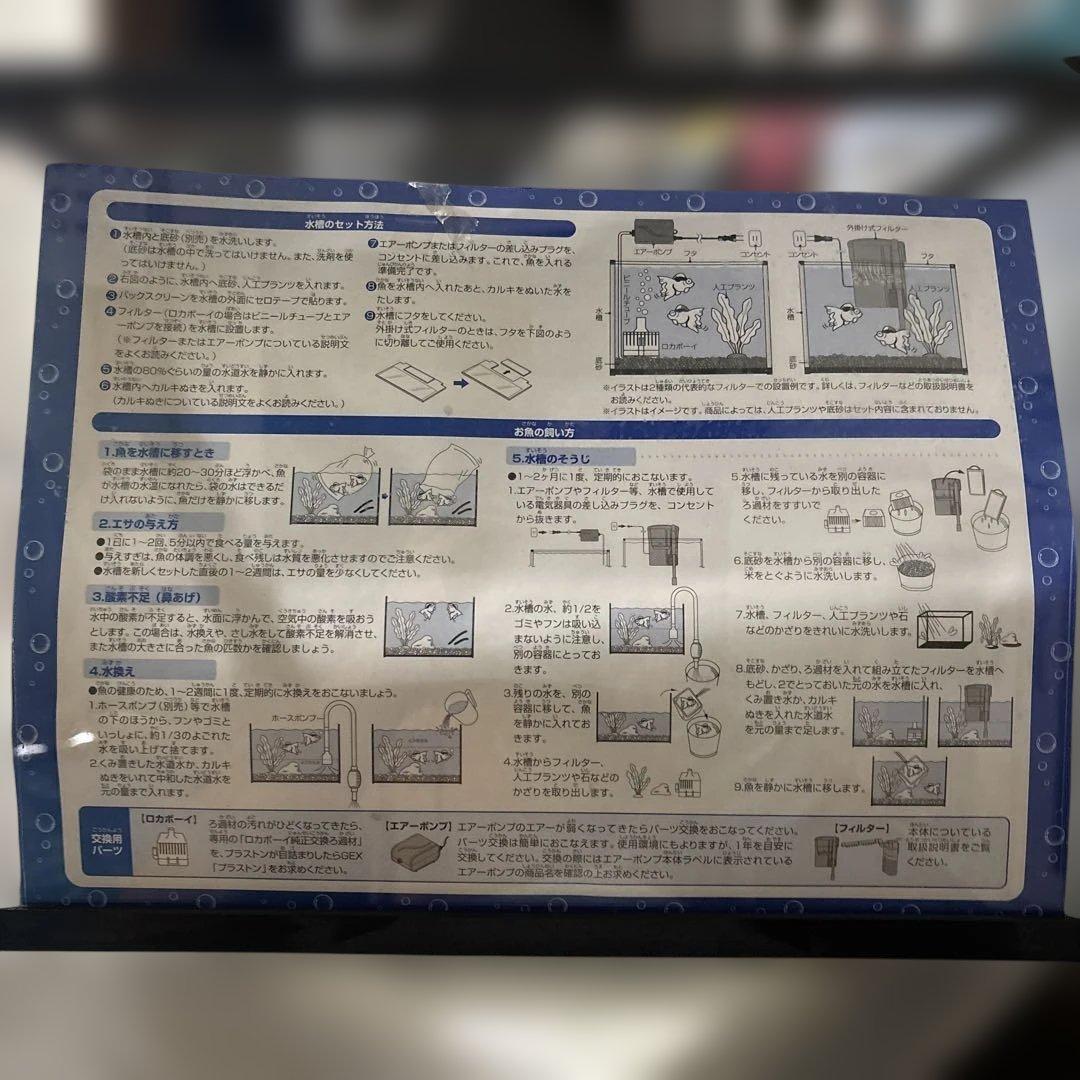 水槽のセット方法
❶水槽内と底砂(別売)を水洗いします。
(底砂は水槽の中で洗ってはいけません。また、洗剤を使
ってはいけません。)
❷右図のように、水槽内へ底砂、人工プランツを入れます。
❸バックスクリーンを水槽の外面にセロテープで貼ります。
❹フィルター(ロカボーイの場合はビニールチューブとエア
ーポンプを接続)を水槽に設置します。
(※フィルターまたはエアーポンプについている説明文
をよくお読みください。)
❺水槽の80%ぐらいの量の水道水を静かに入れます。
❻水槽内へカルキぬきを入れます。
(カルキぬきについている説明文をよくお読みください。)
❼エアーポンプまたはフィルターの差し込みプラグを、
コンセントに差し込みます。これで、魚を入れる
準備完了です。
❽魚を水槽内へ入れたあと、カルキをぬいた水を
たします。
❾水槽にフタをしてください。
外掛け式フィルターのときは、フタを下図のよう
に切り離してご使用ください。
エアーポンプ
フタ
コンセント
ビニールチューブ
人工プランツ
水槽
ロカボーイ
底砂
外掛け式フィルター
コンセント
フタ
人工プランツ
水槽
底砂
※イラストは2種類の代表的なフィルターでの設置例です。詳しくは、フィルターなどの取扱説明書を
お読みください。
※イラストはイメージです。商品によっては、人工プランツや底砂はセット内容に含まれておりません。
お魚の飼い方
1.魚を水槽に移すとき
袋のまま水槽に約20〜30分ほど浮かべ、魚
が水槽の水温になれたら、袋の水はできるだ
け入れないように、魚だけを静かに移します。
2.エサの与え方
●1日に1〜2回、5分以内で食べる量を与えます。
●与えすぎは、魚の体調を悪くし、食べ残しは水質を悪化させますのでご注意ください。
●水槽を新しくセットした直後の1〜2週間は、エサの量を少なくしてください。
3.酸素不足(鼻あげ)
水中の酸素が不足すると、水面に浮かんで、空気中の酸素を吸おう
とします。この場合は、水換えや、さし水をして酸素不足を解消させ、
また水槽の大きさに合った魚の匹数かを確認しましょう。
4.水換え
●魚の健康のため、1〜2週間に1度、定期的に水換えをおこないましょう。
1.ホースポンプ(別売)等で水槽
の下のほうから、フンやゴミと
いっしょに、約1/3のよごれた
水を吸い上げて捨てます。
2.くみ置きした水道水か、カルキ
ぬきをいれて中和した水道水を
元の量まで入れます。
ホースポンプ
5.水槽のそうじ
●1〜2ヶ月に1度、定期的におこないます。
1.エアーポンプやフィルター等、水槽で使用して
いる電気器具の差し込みプラグを、コンセント
から抜きます。
2.水槽の水、約1/2を
ゴミやフンは吸い込
まないように注意し、
別の容器にとってお
きます。
3.残りの水を、別の
容器に移して、魚
を静かに入れてお
きます。
4.水槽からフィルター、
人工プランツや石などの
かざりを取り出します。
5.水槽に残っている水を別の容器に
移し、フィルターから取り出した
ろ過材をすすいで
ください。
6.底砂を水槽から別の容器に移し、
米をとぐように水洗いします。
7.水槽、フィルター、人工プランツや石
などのかざりをきれいに水洗いします。
8.底砂、かざり、ろ過材を入れて組み立てたフィルターを水槽へ
もどし、2でとっておいた元の水を水槽に入れ、
くみ置き水か、カルキ
ぬきを入れた水道水
を元の量まで足します。
9.魚を静かに水槽に移します。
交換用
パーツ
【ロカボーイ】
ろ過材の汚れがひどくなってきたら、
専用の「ロカボーイ純正交換ろ過材」
を、プラストンが目詰まりしたらGEX
「プラストン」をお求めください。
【エアーポンプ】
エアーポンプのエアーが弱くなってきたらパーツ交換をおこなってください。
パーツ交換は簡単におこなえます。使用環境にもよりますが、1年を目安に
交換してください。交換の際にはエアーポンプ本体ラベルに表示されている
エアーポンプの商品名を確認の上お求めください。
【フィルター】
本体についている
取扱説明書をご覧
ください。